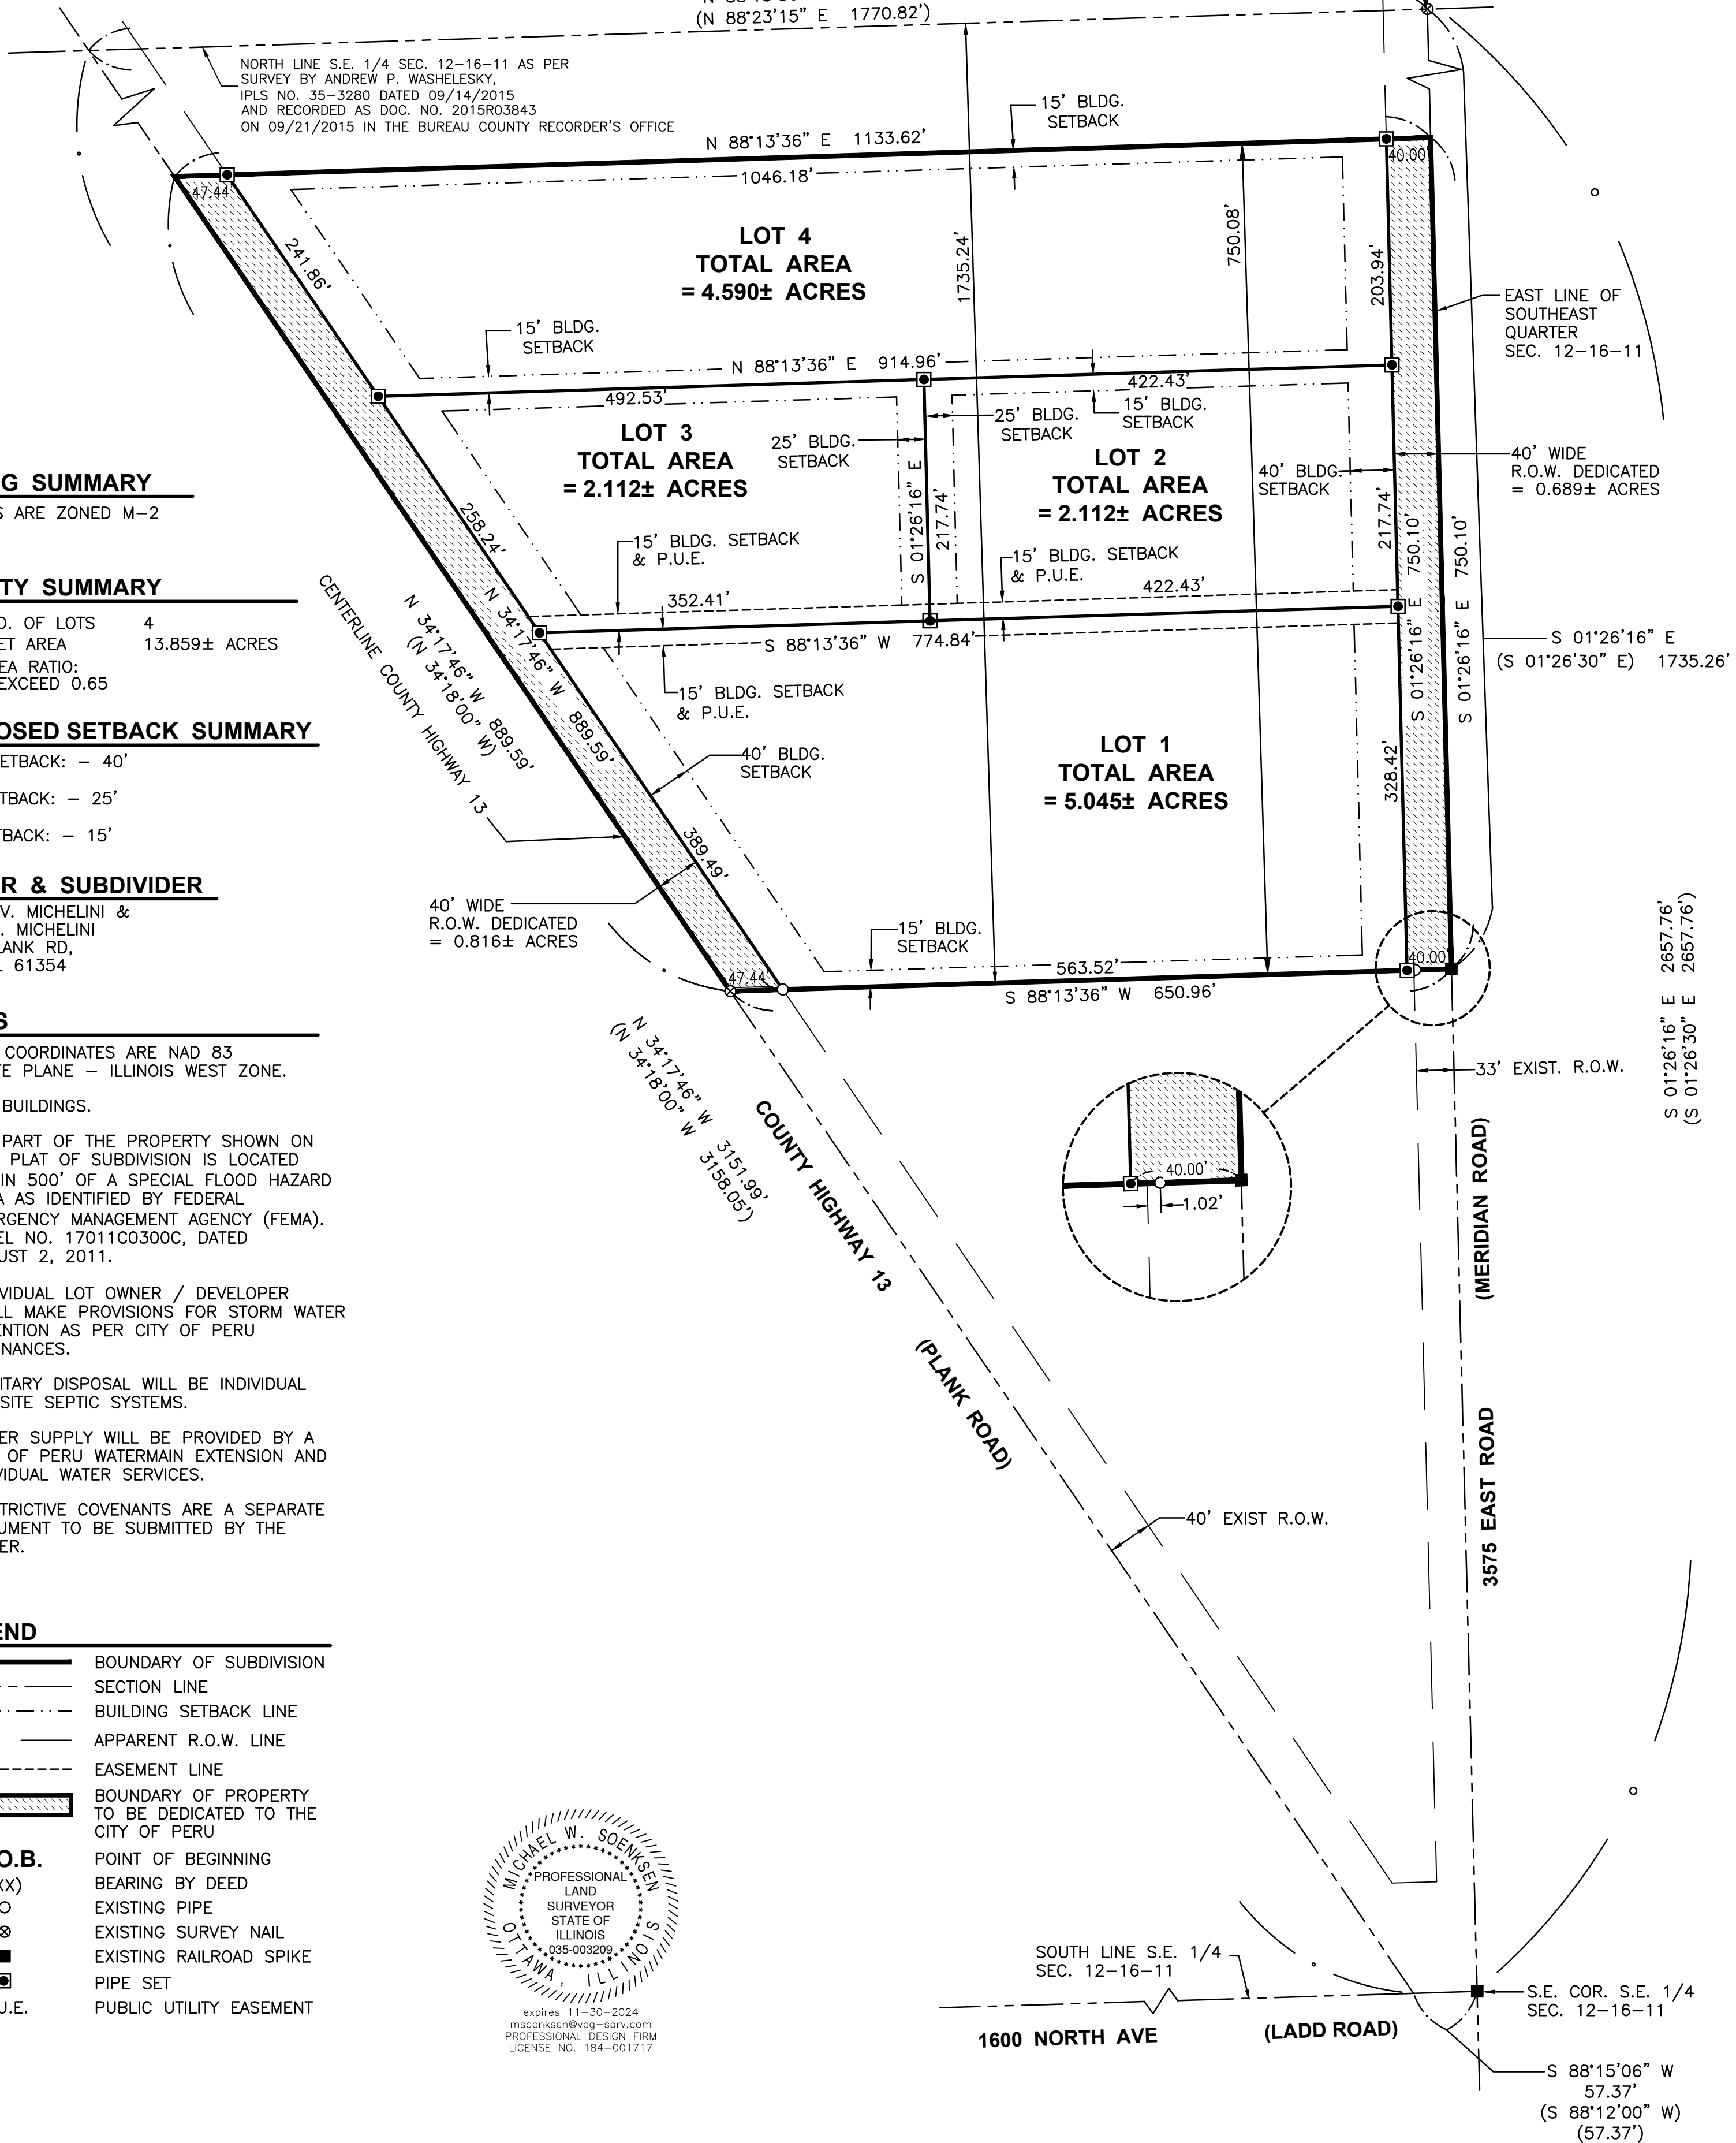 (N 88°23'15" E 1770.82')
NORTH LINE S.E. 1/4 SEC. 12-16-11 AS PER
SURVEY BY ANDREW P. WASHELESKY,
IPLS NO. 35-3280 DATED 09/14/2015
AND RECORDED AS DOC. NO. 2015R03843
ON 09/21/2015 IN THE BUREAU COUNTY RECORDER'S OFFICE
15' BLDG.
SETBACK
N 88°13'36" E 1133.62'
1046.18'
47.44'
40.00'
241.86'
LOT 4
TOTAL AREA
= 4.590± ACRES
1735.24'
750.08'
203.94'
EAST LINE OF
SOUTHEAST
QUARTER
SEC. 12-16-11
15' BLDG.
SETBACK
N 88°13'36" E 914.96'
492.53'
422.43'
LOT 3
TOTAL AREA
= 2.112± ACRES
25' BLDG.
SETBACK
25' BLDG.
SETBACK
15' BLDG.
SETBACK
LOT 2
TOTAL AREA
= 2.112± ACRES
40' BLDG.
SETBACK
40' WIDE
R.O.W. DEDICATED
= 0.689± ACRES
258.24'
S 01°26'16" E
217.74'
217.74'
15' BLDG. SETBACK
& P.U.E.
15' BLDG. SETBACK
& P.U.E.
352.41'
422.43'
S 88°13'36" W 774.84'
15' BLDG. SETBACK
& P.U.E.
S 01°26'16" E 750.10'
S 01°26'16" E 750.10'
S 01°26'16" E
(S 01°26'30" E) 1735.26'
N 34°17'46" W 889.59'
N 34°17'46" W 889.59'
(N 34°18'00" W)
CENTERLINE COUNTY HIGHWAY 13
40' BLDG.
SETBACK
LOT 1
TOTAL AREA
= 5.045± ACRES
328.42'
389.49'
40' WIDE
R.O.W. DEDICATED
= 0.816± ACRES
15' BLDG.
SETBACK
563.52'
47.44'
40.00'
S 88°13'36" W 650.96'
S 01°26'16" E 2657.76'
(S 01°26'30" E 2657.76')
33' EXIST. R.O.W.
40.00'
1.02'
N 34°17'46" W 3151.99'
(N 34°18'00" W 3158.05')
COUNTY HIGHWAY 13
(PLANK ROAD)
(MERIDIAN ROAD)
3575 EAST ROAD
40' EXIST R.O.W.
SOUTH LINE S.E. 1/4
SEC. 12-16-11
S.E. COR. S.E. 1/4
SEC. 12-16-11
1600 NORTH AVE (LADD ROAD)
S 88°15'06" W
57.37'
(S 88°12'00" W)
(57.37')
G SUMMARY
S ARE ZONED M-2
TY SUMMARY
O. OF LOTS 4
ET AREA 13.859± ACRES
EA RATIO:
EXCEED 0.65
OSED SETBACK SUMMARY
ETBACK: - 40'
TBACK: - 25'
TBACK: - 15'
R & SUBDIVIDER
V. MICHELINI &
. MICHELINI
LANK RD,
L 61354
S
COORDINATES ARE NAD 83
TE PLANE - ILLINOIS WEST ZONE.
BUILDINGS.
PART OF THE PROPERTY SHOWN ON
PLAT OF SUBDIVISION IS LOCATED
IN 500' OF A SPECIAL FLOOD HAZARD
A AS IDENTIFIED BY FEDERAL
RGENCY MANAGEMENT AGENCY (FEMA).
EL NO. 17011C0300C, DATED
UST 2, 2011.
IVIDUAL LOT OWNER / DEVELOPER
LL MAKE PROVISIONS FOR STORM WATER
ENTION AS PER CITY OF PERU
INANCES.
ITARY DISPOSAL WILL BE INDIVIDUAL
SITE SEPTIC SYSTEMS.
ER SUPPLY WILL BE PROVIDED BY A
OF PERU WATERMAIN EXTENSION AND
IVIDUAL WATER SERVICES.
TRICTIVE COVENANTS ARE A SEPARATE
UMENT TO BE SUBMITTED BY THE
ER.
END
BOUNDARY OF SUBDIVISION
SECTION LINE
BUILDING SETBACK LINE
APPARENT R.O.W. LINE
EASEMENT LINE
BOUNDARY OF PROPERTY
TO BE DEDICATED TO THE
CITY OF PERU
O.B. POINT OF BEGINNING
XX) BEARING BY DEED
EXISTING PIPE
EXISTING SURVEY NAIL
EXISTING RAILROAD SPIKE
PIPE SET
U.E. PUBLIC UTILITY EASEMENT
MICHAEL W. SOENKSEN
PROFESSIONAL
LAND
SURVEYOR
STATE OF
ILLINOIS
035-003209
OTTAWA, ILLINOIS
expires 11-30-2024
msoenksen@veg-sarv.com
PROFESSIONAL DESIGN FIRM
LICENSE NO. 184-001717